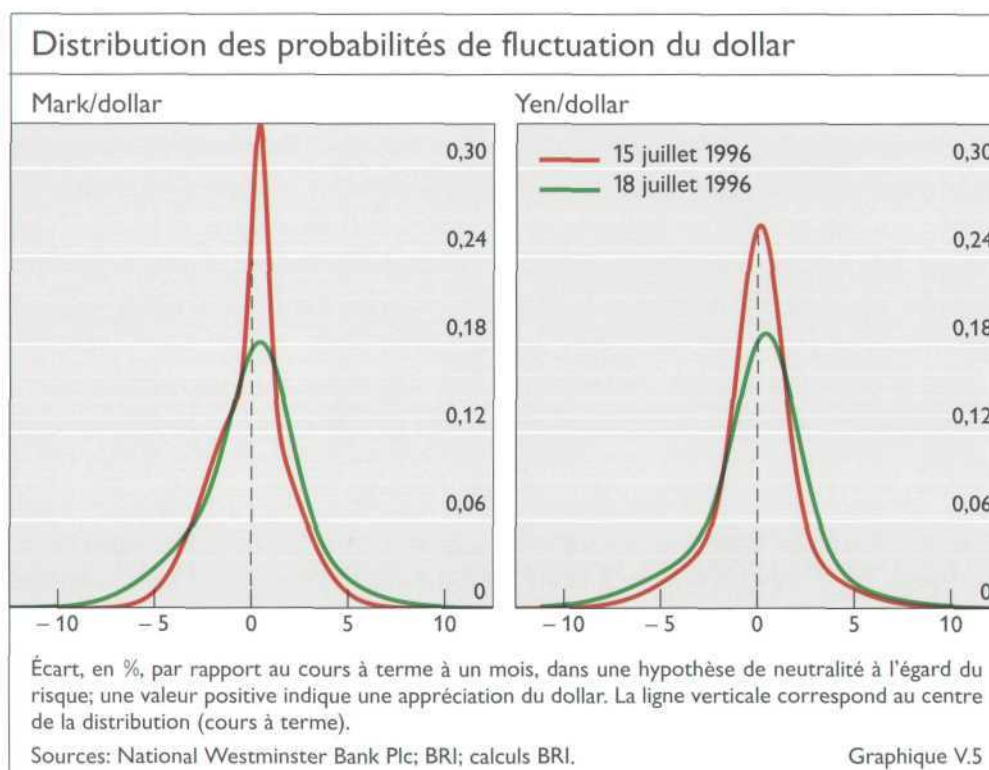 Distribution des probabilités de fluctuation du dollar
Mark/dollar
0,30
0,24
0,18
0,12
0,06
0
– 10
– 5
0
5
10
Yen/dollar
15 juillet 1996
18 juillet 1996
0,30
0,24
0,18
0,12
0,06
0
– 10
– 5
0
5
10
Écart, en %, par rapport au cours à terme à un mois, dans une hypothèse de neutralité à l'égard du
risque; une valeur positive indique une appréciation du dollar. La ligne verticale correspond au centre
de la distribution (cours à terme).
Sources: National Westminster Bank Plc; BRI; calculs BRI.
Graphique V.5